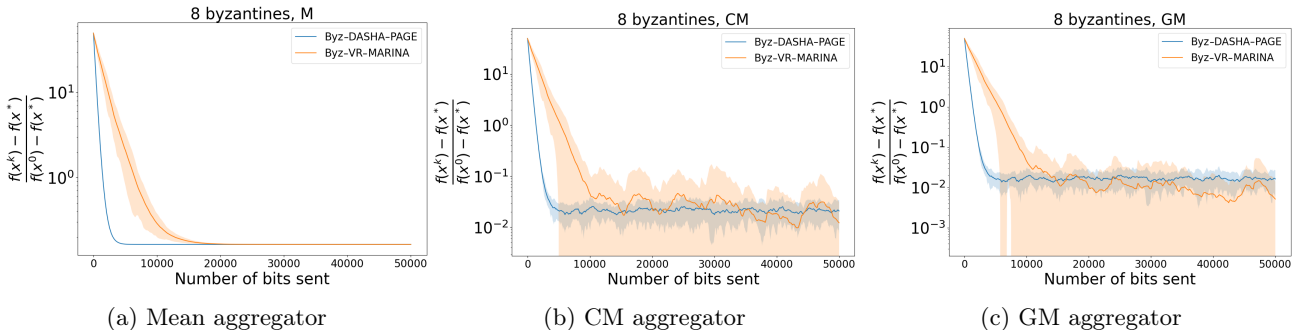 8 byzantines, M
Byz–DASHA–PAGE
Byz–VR–MARINA
f(x^k) − f(x^*)
f(x^0) − f(x^*)
10^1
10^0
0
10000
20000
30000
40000
50000
Number of bits sent
(a) Mean aggregator
8 byzantines, CM
Byz–DASHA–PAGE
Byz–VR–MARINA
f(x^k) − f(x^*)
f(x^0) − f(x^*)
10^1
10^0
10^−1
10^−2
0
10000
20000
30000
40000
50000
Number of bits sent
(b) CM aggregator
8 byzantines, GM
Byz–DASHA–PAGE
Byz–VR–MARINA
f(x^k) − f(x^*)
f(x^0) − f(x^*)
10^1
10^0
10^−1
10^−2
10^−3
0
10000
20000
30000
40000
50000
Number of bits sent
(c) GM aggregator